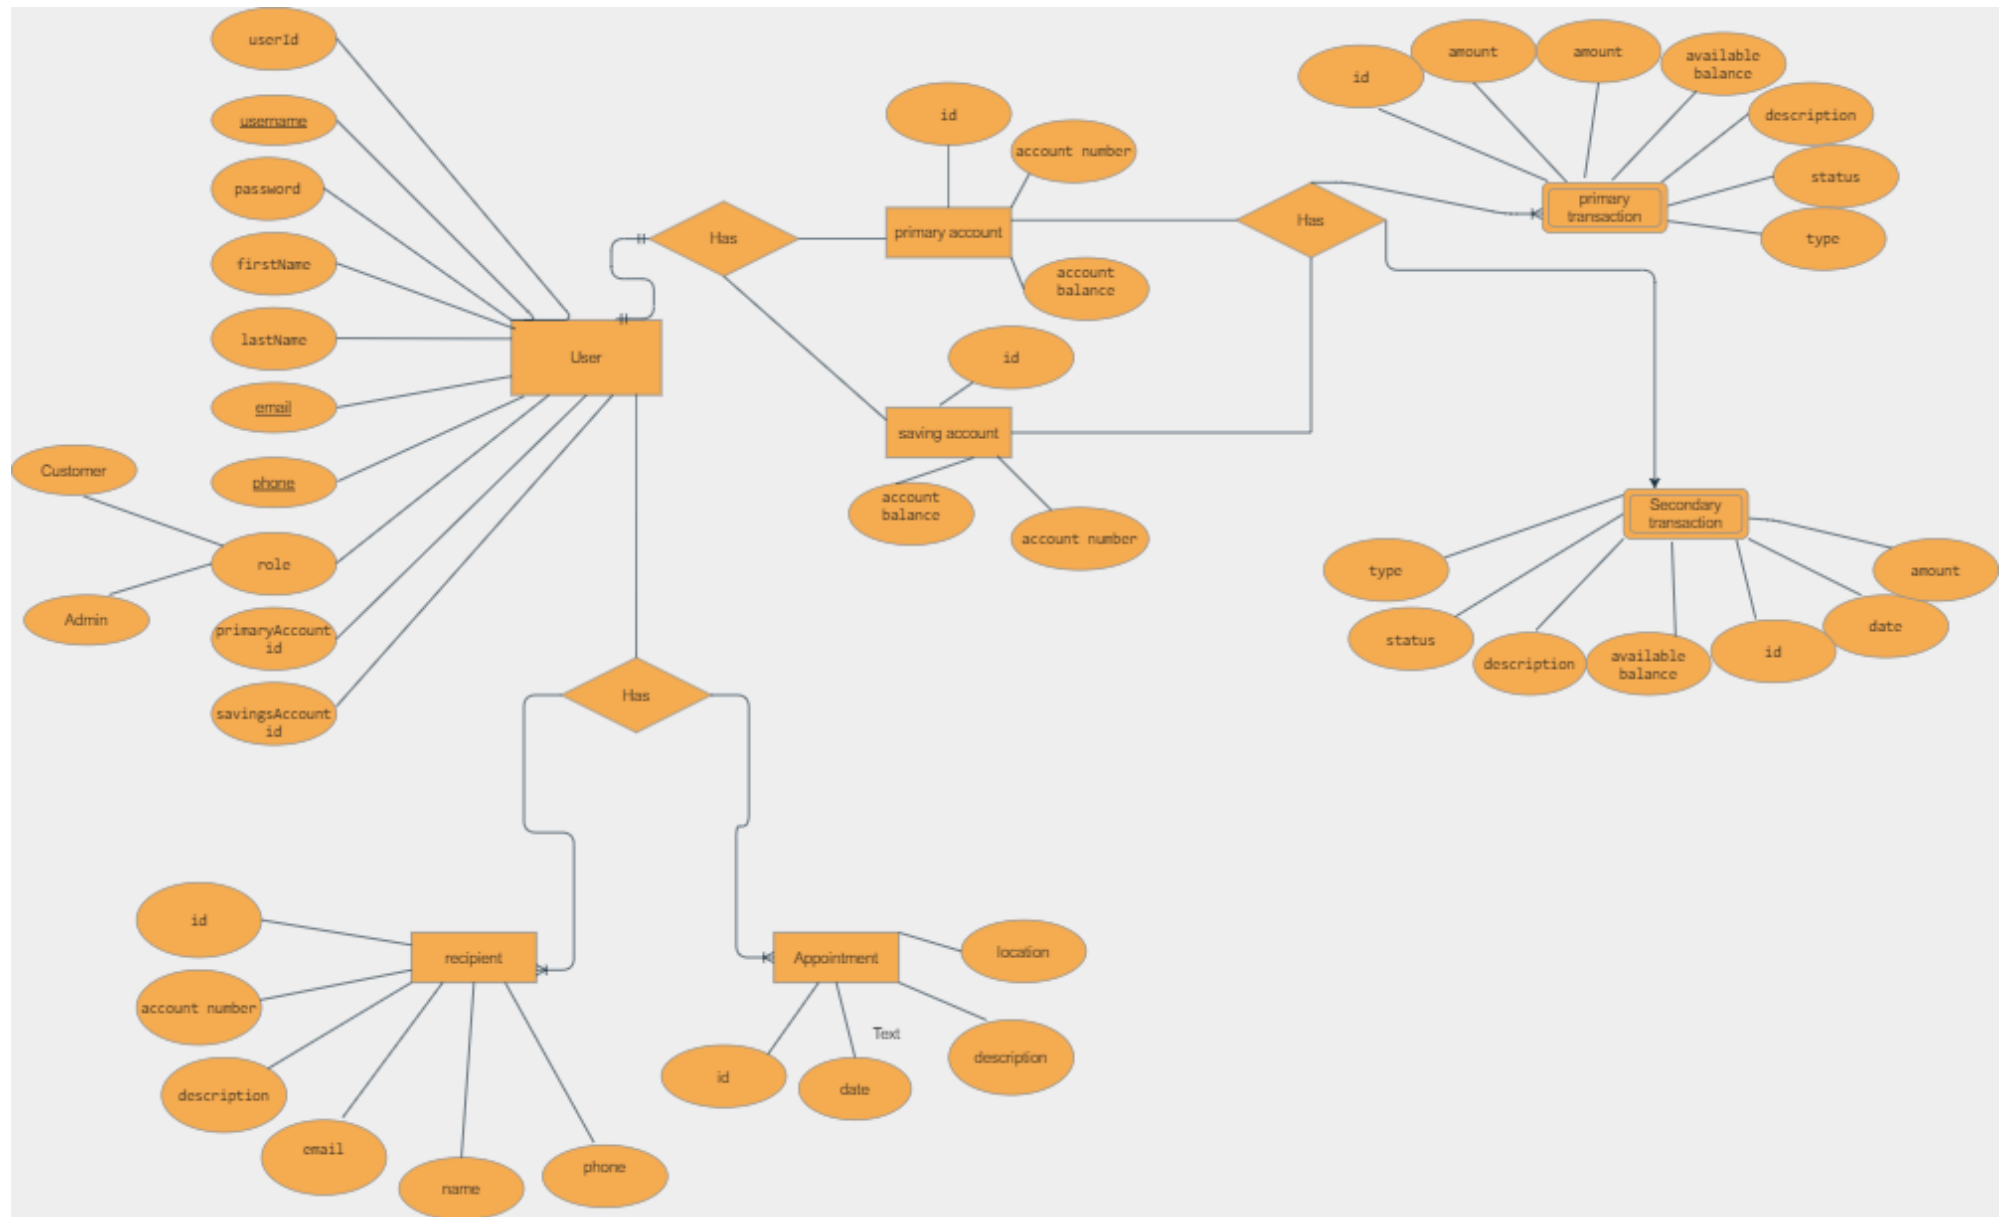 userId
username
password
firstName
lastName
email
phone
Customer
role
Admin
primaryAccount
id
savingsAccount
id
User
Has
id
account number
primary account
account
balance
id
saving account
account
balance
account number
Has
id
amount
amount
available
balance
description
status
type
primary
transaction
Secondary
transaction
type
status
description
available
balance
id
date
amount
Has
id
account number
description
email
name
phone
recipient
Appointment
location
Text
id
date
description